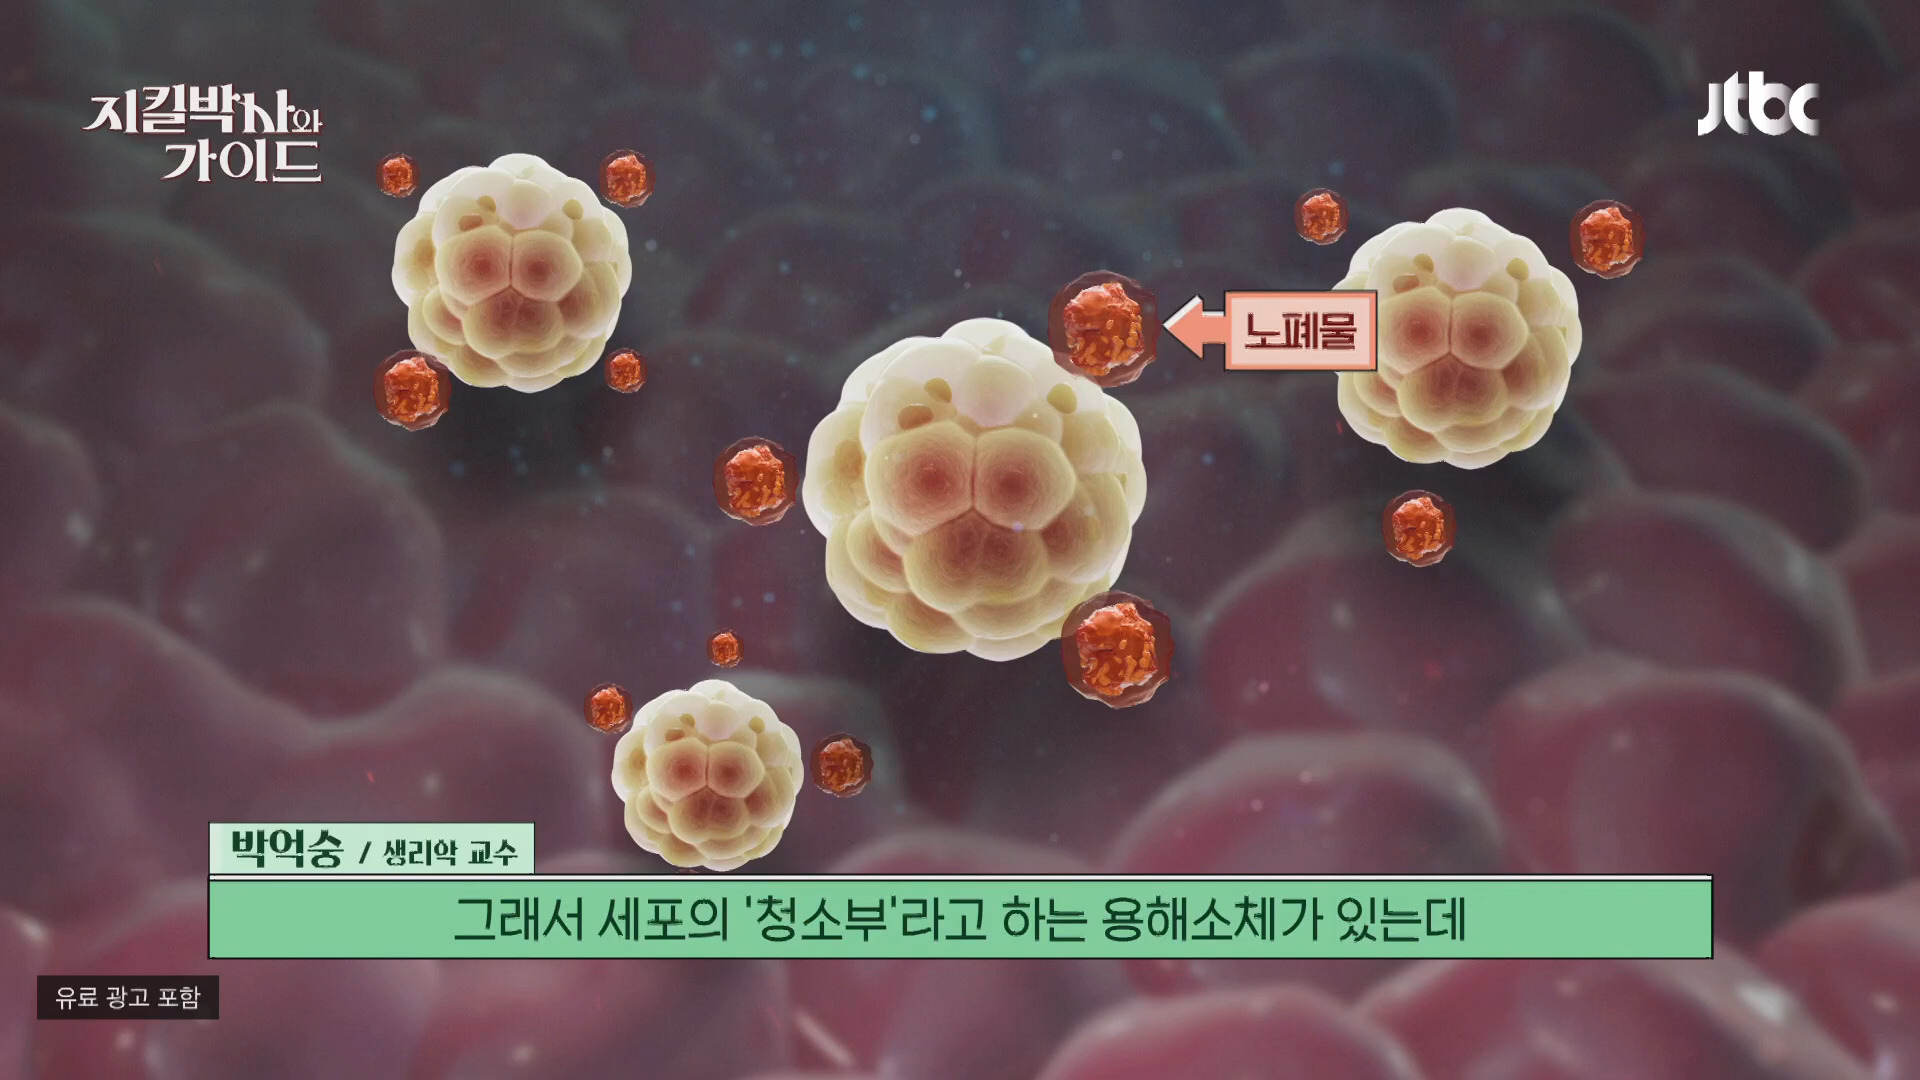 지킬박사와
가이드
jtbc
노폐물
박억숭 / 생리학 교수
그래서 세포의 '청소부'라고 하는 용해소체가 있는데
유료 광고 포함